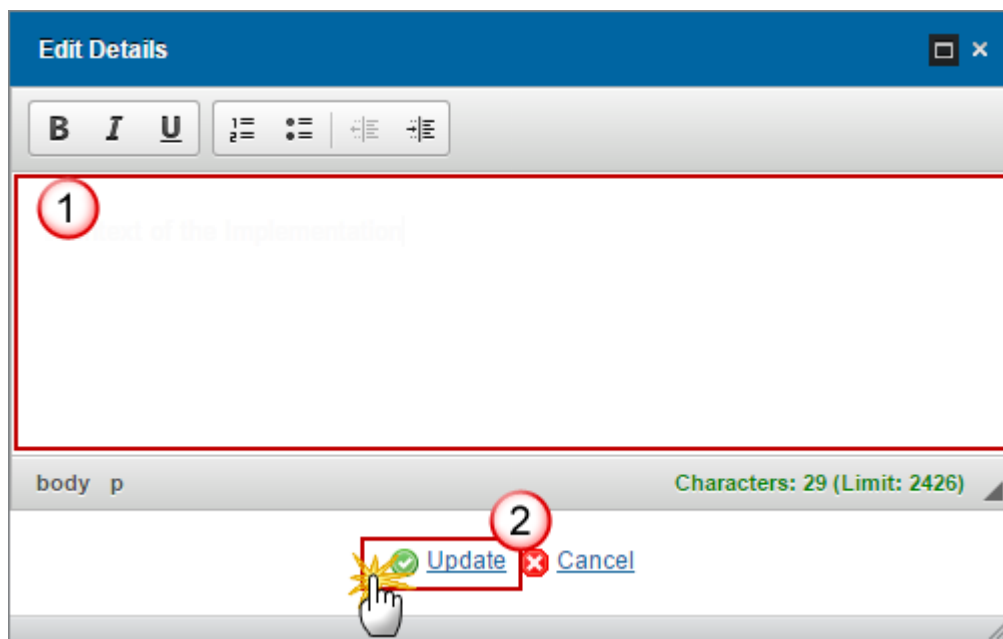 Edit Details
B I U
1
text of the implementation
body p
Characters: 29 (Limit: 2426)
2
Update Cancel